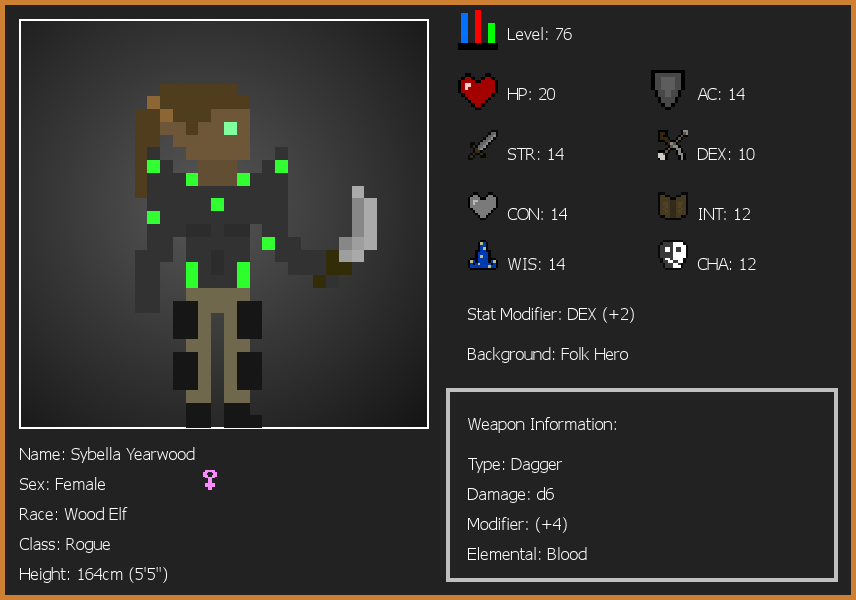 Level: 76
HP: 20
AC: 14
STR: 14
DEX: 10
CON: 14
INT: 12
WIS: 14
CHA: 12
Stat Modifier: DEX (+2)
Background: Folk Hero
Weapon Information:
Type: Dagger
Damage: d6
Modifier: (+4)
Elemental: Blood
Name: Sybella Yearwood
Sex: Female
Race: Wood Elf
Class: Rogue
Height: 164cm (5'5")